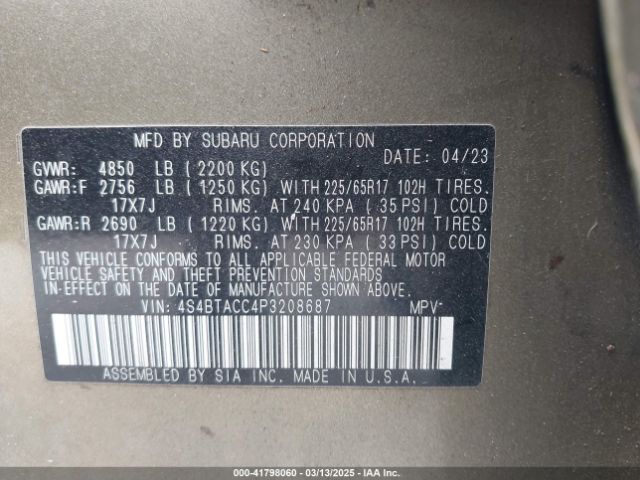 MFD BY SUBARU CORPORATION
DATE: 04/23
GVWR: 4850 LB ( 2200 KG)
GAWR:F 2756 LB ( 1250 KG) WITH 225/65R17 102H TIRES.
17X7J RIMS. AT 240 KPA ( 35 PSI) COLD
GAWR:R 2690 LB ( 1220 KG) WITH 225/65R17 102H TIRES.
17X7J RIMS. AT 230 KPA ( 33 PSI) COLD
THIS VEHICLE CONFORMS TO ALL APPLICABLE FEDERAL MOTOR
VEHICLE SAFETY AND THEFT PREVENTION STANDARDS
IN-EFFECT ON THE DATE OF MANUFACTURE SHOWN ABOVE.
VIN: 4S4BTACC4P3208687 MPV
ASSEMBLED BY SIA INC. MADE IN U.S.A.
000-41798060 - 03/13/2025 - IAA Inc.